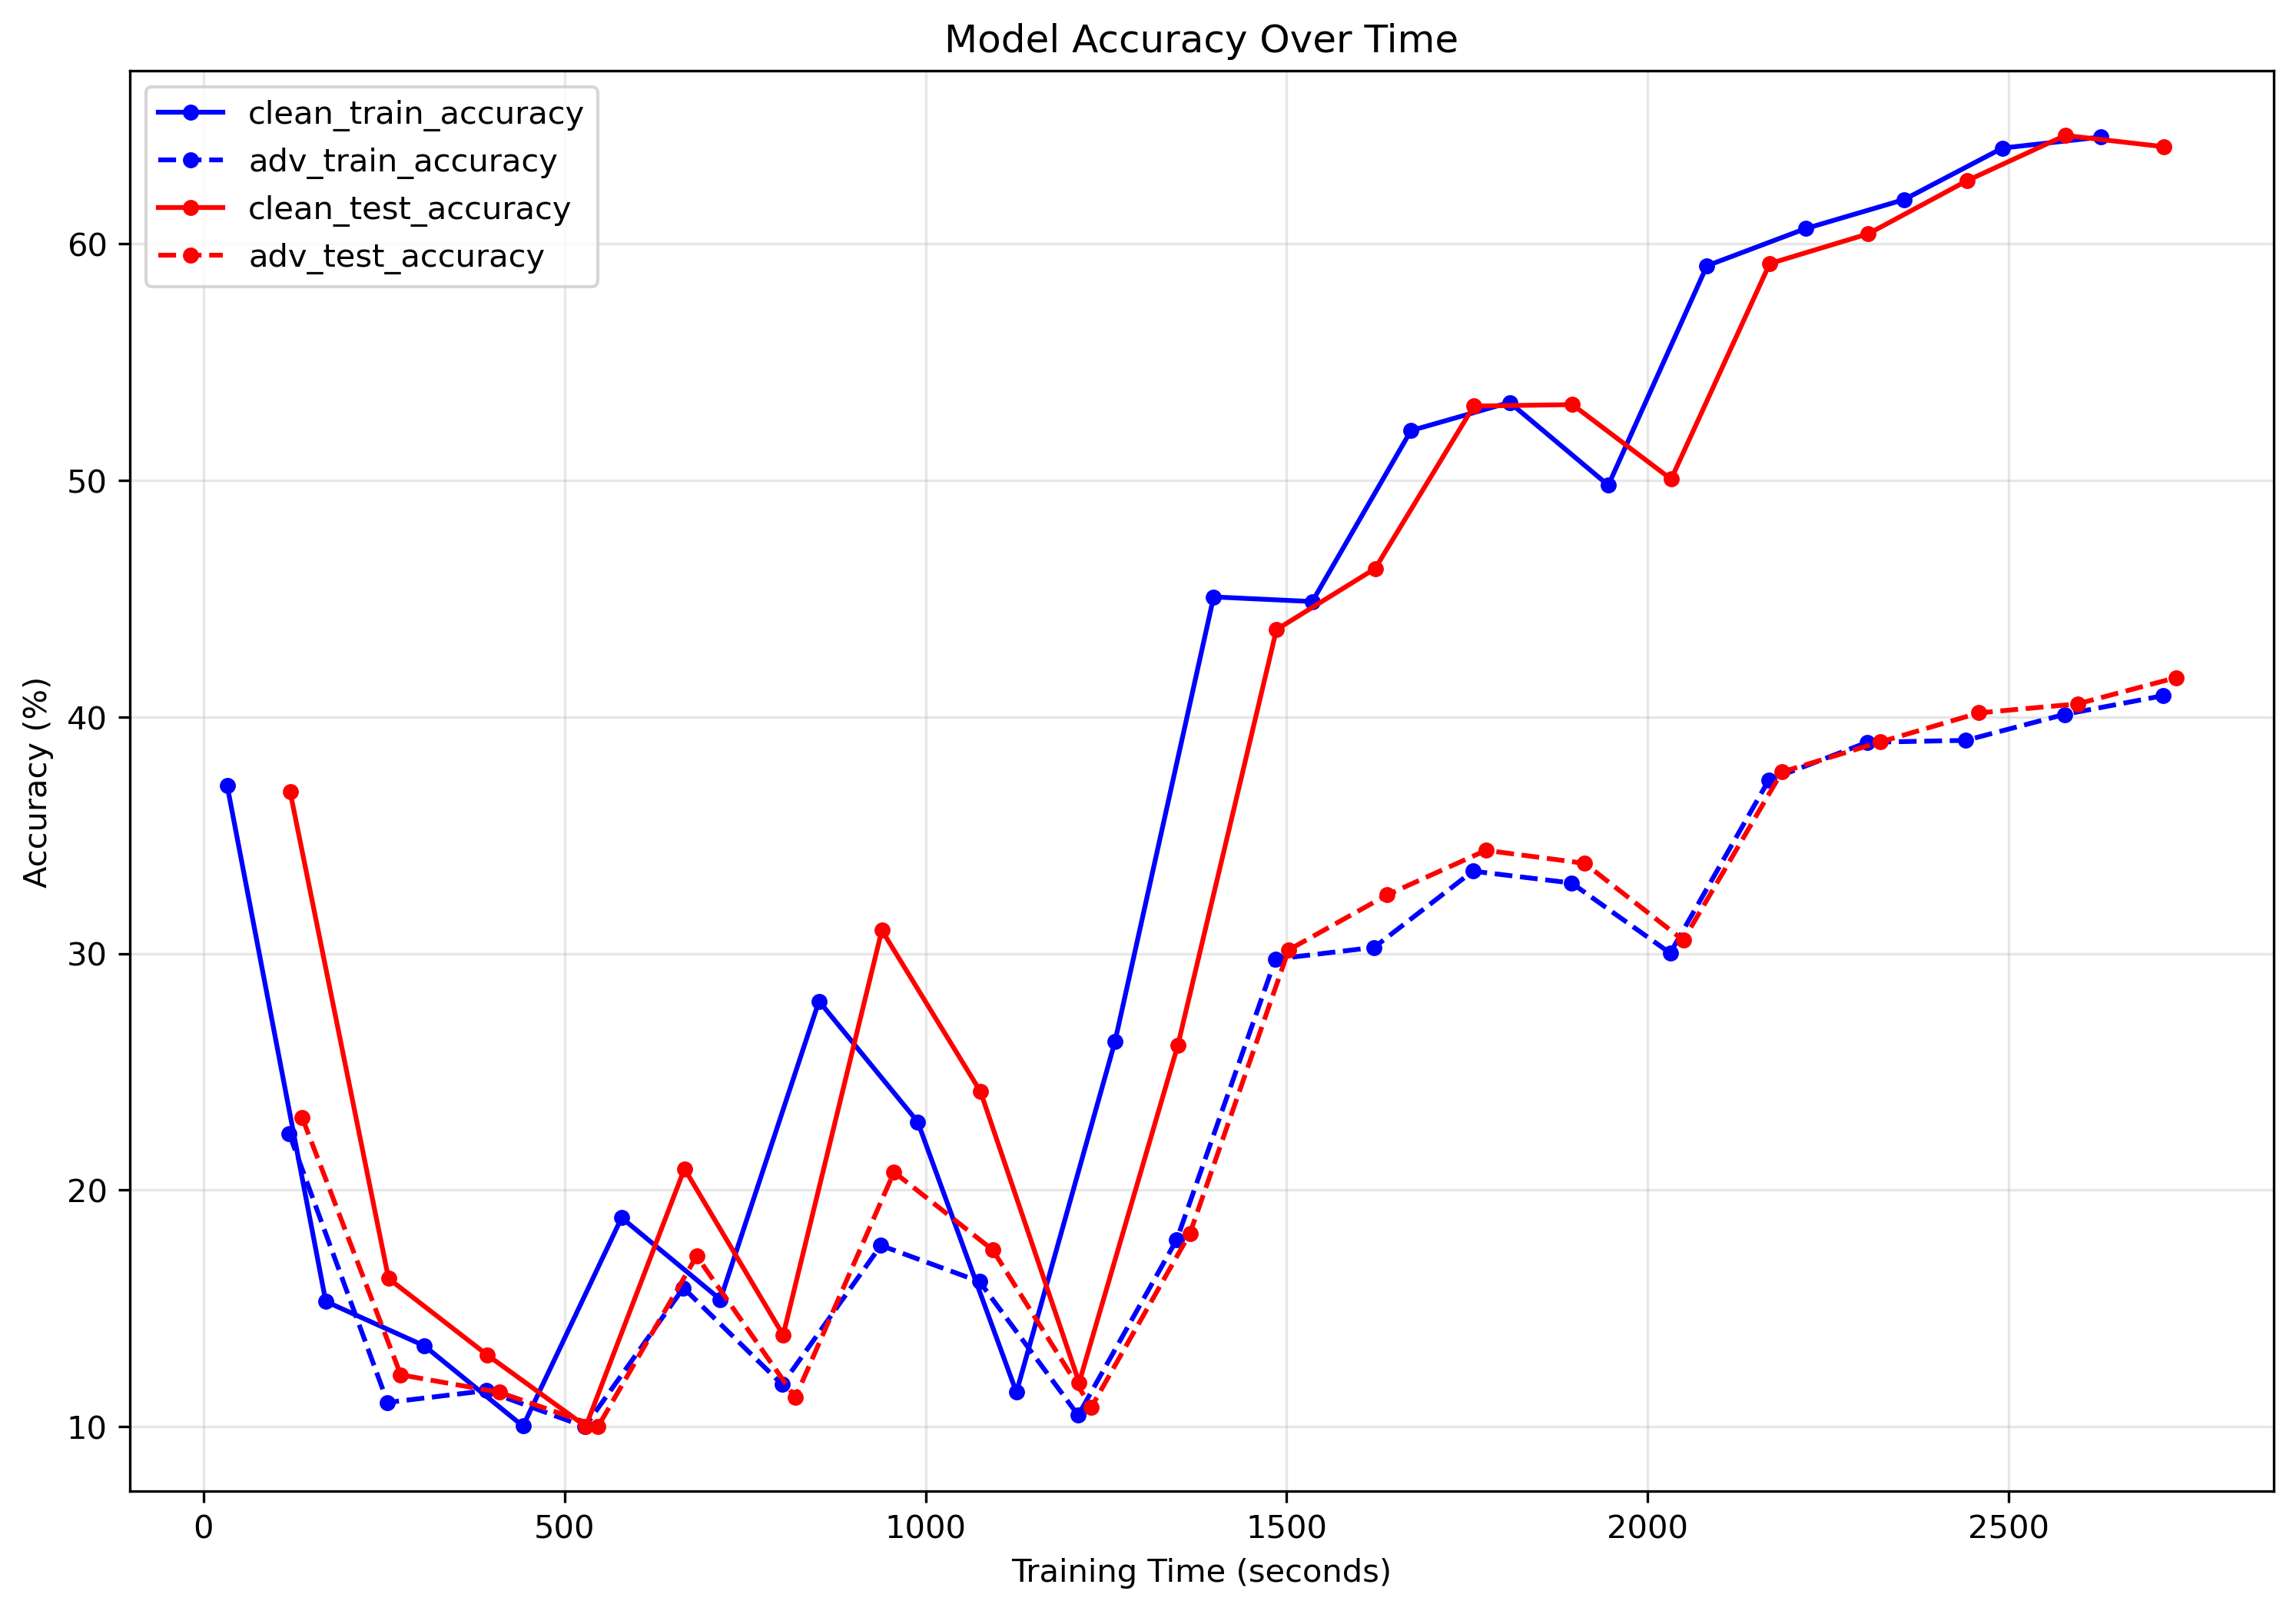 Model Accuracy Over Time
clean_train_accuracy
adv_train_accuracy
clean_test_accuracy
adv_test_accuracy
Accuracy (%)
60
50
40
30
20
10
0 500 1000 1500 2000 2500
Training Time (seconds)